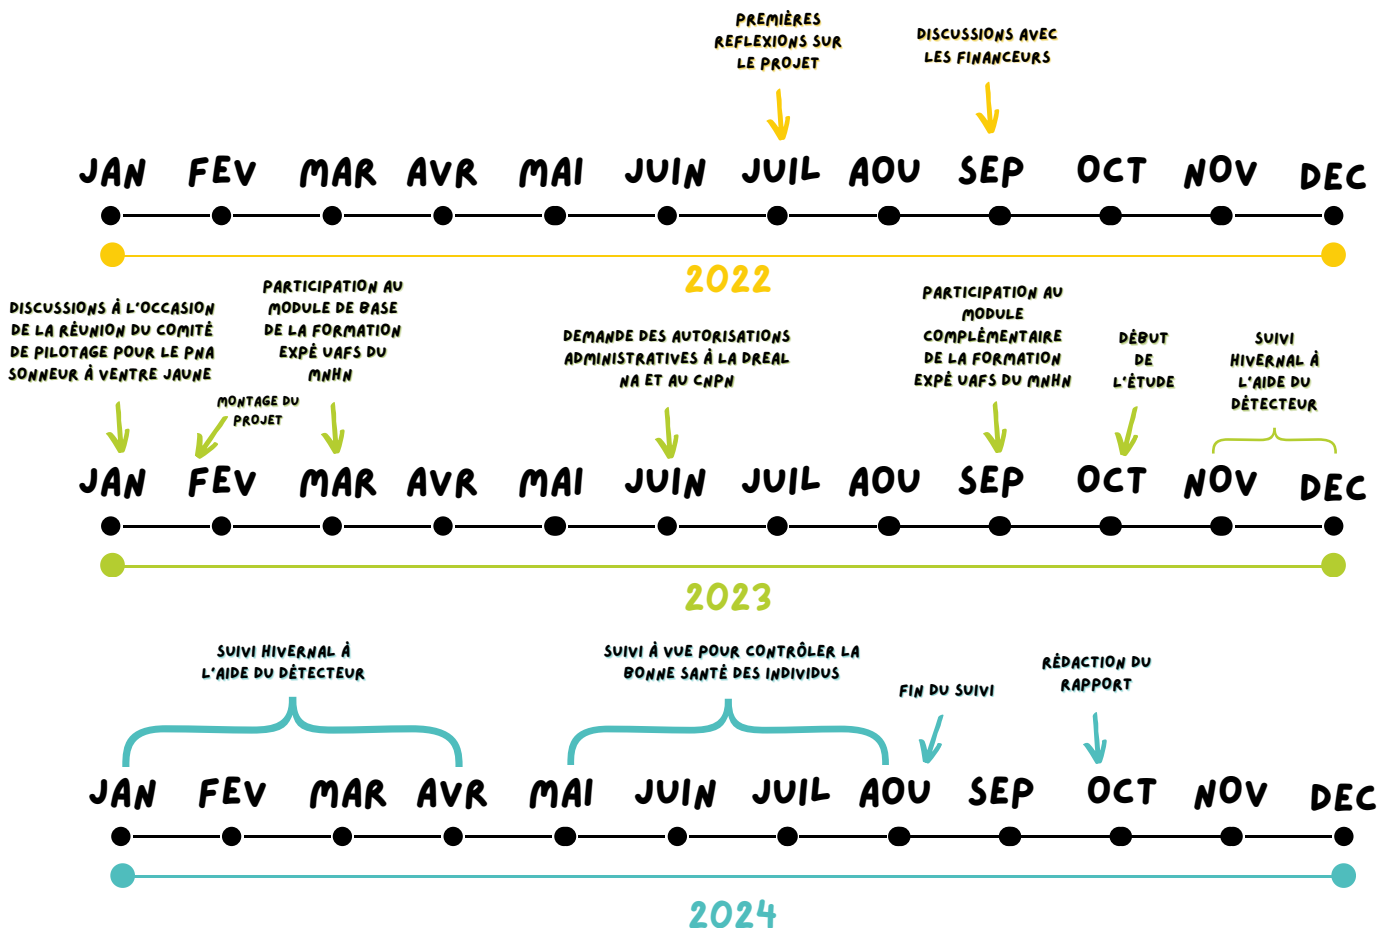 PREMIÈRES
REFLEXIONS SUR
LE PROJET
DISCUSSIONS AVEC
LES FINANCEURS
JAN FEV MAR AVR MAI JUIN JUIL AOU SEP OCT NOV DEC
2022
DISCUSSIONS À L'OCCASION
DE LA RÉUNION DU COMITÉ
DE PILOTAGE POUR LE PNA
SONNEUR À VENTRE JAUNE
MONTAGE DU
PROJET
PARTICIPATION AU
MODULE DE BASE
DE LA FORMATION
EXPÉ UAFS DU
MNHN
DEMANDE DES AUTORISATIONS
ADMINISTRATIVES À LA DREAL
NA ET AU CNPN
PARTICIPATION AU
MODULE
COMPLÉMENTAIRE
DE LA FORMATION
EXPÉ UAFS DU MNHN
DÉBUT
DE
L'ÉTUDE
SUIVI
HIVERNAL À
L'AIDE DU
DÉTECTEUR
JAN FEV MAR AVR MAI JUIN JUIL AOU SEP OCT NOV DEC
2023
SUIVI HIVERNAL À
L'AIDE DU DÉTECTEUR
SUIVI À VUE POUR CONTRÔLER LA
BONNE SANTÉ DES INDIVIDUS
FIN DU SUIVI
RÉDACTION DU
RAPPORT
JAN FEV MAR AVR MAI JUIN JUIL AOU SEP OCT NOV DEC
2024